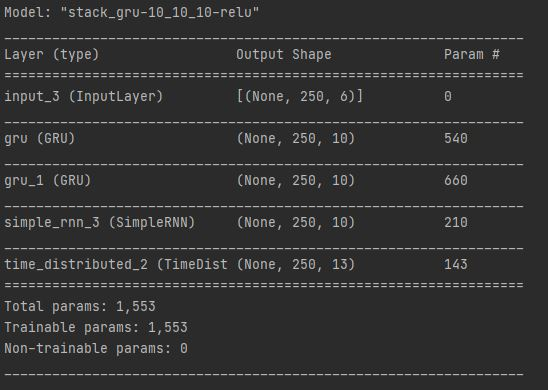 Model: "stack_gru-10_10_10-relu"
_________________________________________________________________
Layer (type)                 Output Shape              Param #
=================================================================
input_3 (InputLayer)         [(None, 250, 6)]          0
_________________________________________________________________
gru (GRU)                    (None, 250, 10)           540
_________________________________________________________________
gru_1 (GRU)                  (None, 250, 10)           660
_________________________________________________________________
simple_rnn_3 (SimpleRNN)     (None, 250, 10)           210
_________________________________________________________________
time_distributed_2 (TimeDist (None, 250, 13)           143
=================================================================
Total params: 1,553
Trainable params: 1,553
Non-trainable params: 0
_________________________________________________________________